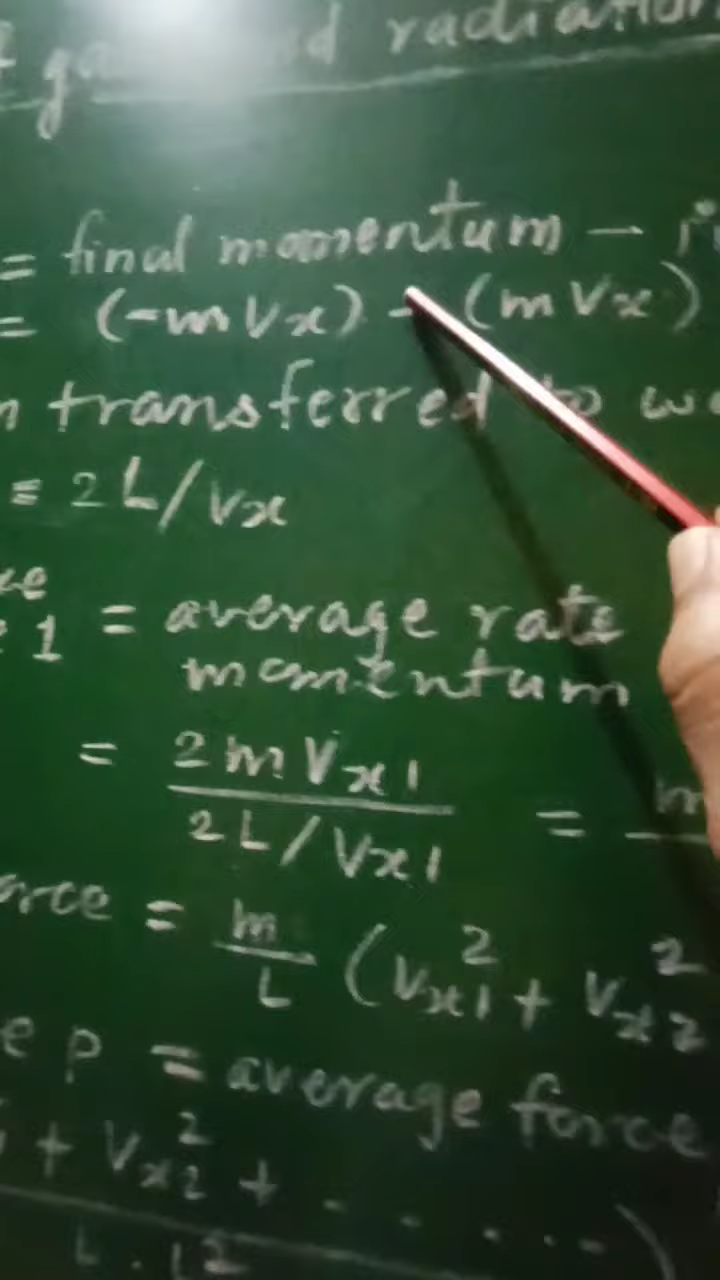 radiation
= final momentum -
= (-mVx) - (mVx)
transferred to
= 2L/Vx
1 = average rate
momentum
= 2mVx1 / 2L/Vx1 =
= m/L (Vx1² + Vx2²
p = average force
+ Vx2² + - - - - -)
L . L²